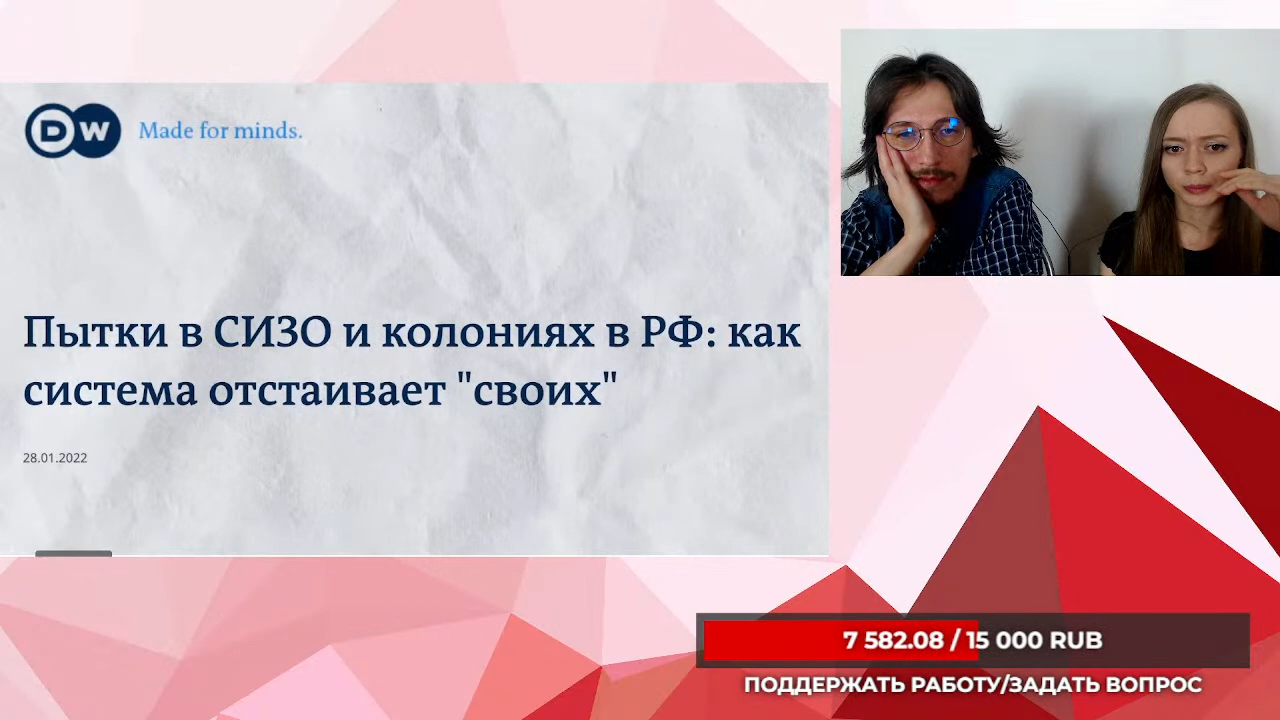 DW Made for minds.
Пытки в СИЗО и колониях в РФ: как
система отстаивает "своих"
28.01.2022
7 582.08 / 15 000 RUB
ПОДДЕРЖАТЬ РАБОТУ/ЗАДАТЬ ВОПРОС